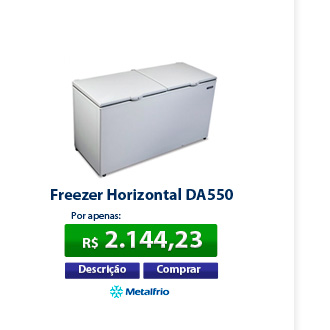 Freezer Horizontal DA550
Por apenas:
R$ 2.144,23
Descrição Comprar
Metalfrio